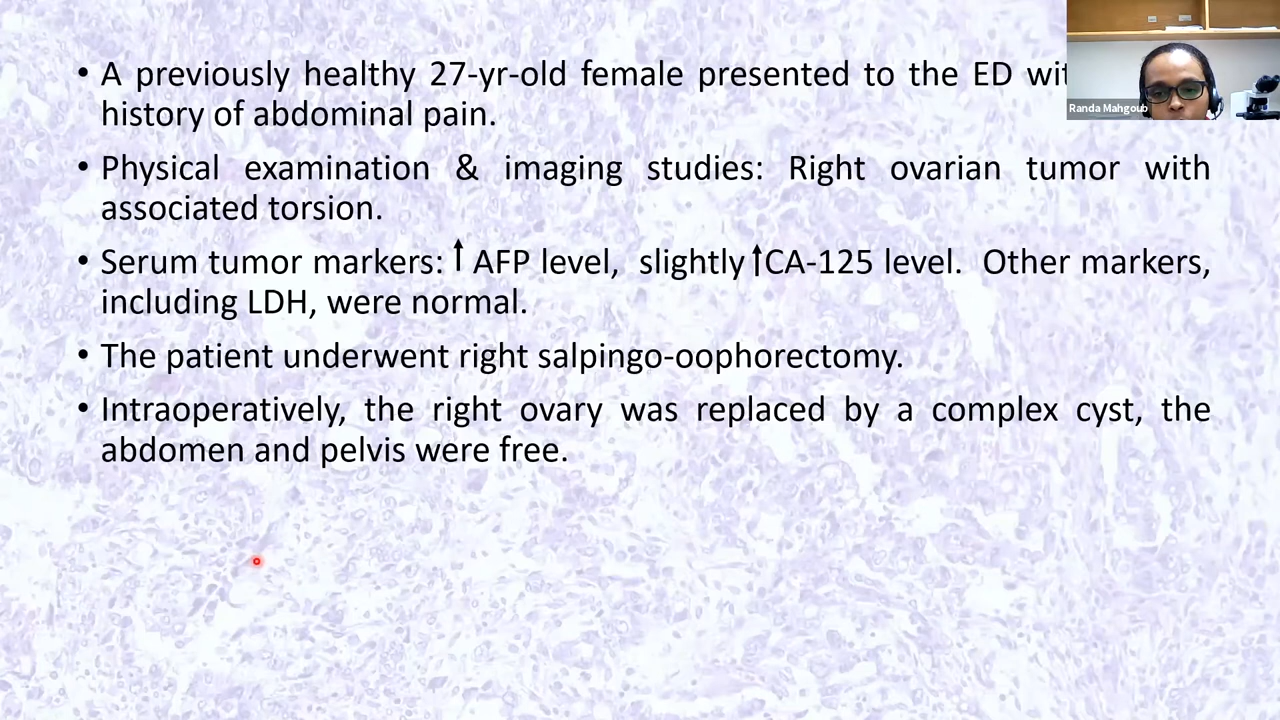 • A previously healthy 27-yr-old female presented to the ED
history of abdominal pain.
Randa Mahgoub
• Physical examination & imaging studies: Right ovarian tumor with
associated torsion.
• Serum tumor markers: ↑ AFP level, slightly ↑CA-125 level. Other markers,
including LDH, were normal.
• The patient underwent right salpingo-oophorectomy.
• Intraoperatively, the right ovary was replaced by a complex cyst, the
abdomen and pelvis were free.